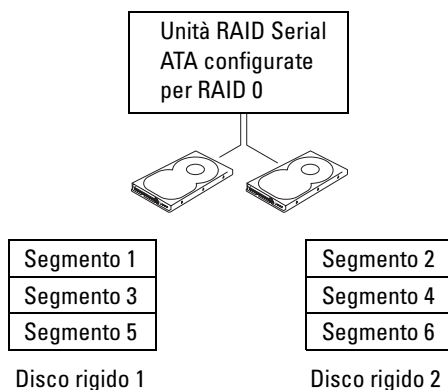 Unità RAID Serial
ATA configurate
per RAID 0
Segmento 1
Segmento 3
Segmento 5
Disco rigido 1
Segmento 2
Segmento 4
Segmento 6
Disco rigido 2